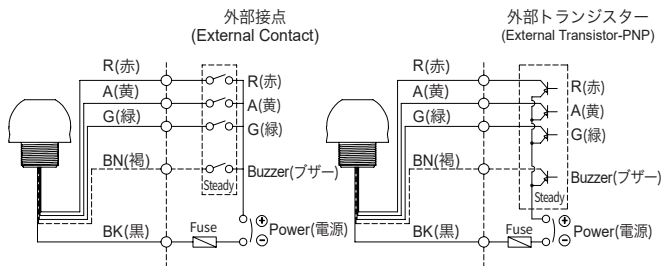 外部接点
(External Contact)
R(赤)
A(黄)
G(緑)
BN(褐)
BK(黒)
R(赤)
A(黄)
G(緑)
Buzzer(ブザー)
Steady
Fuse
⊕
⊖
Power(電源)
外部トランジスター
(External Transistor-PNP)
R(赤)
A(黄)
G(緑)
BN(褐)
BK(黒)
R(赤)
A(黄)
G(緑)
Buzzer(ブザー)
Steady
Fuse
⊕
⊖
Power(電源)